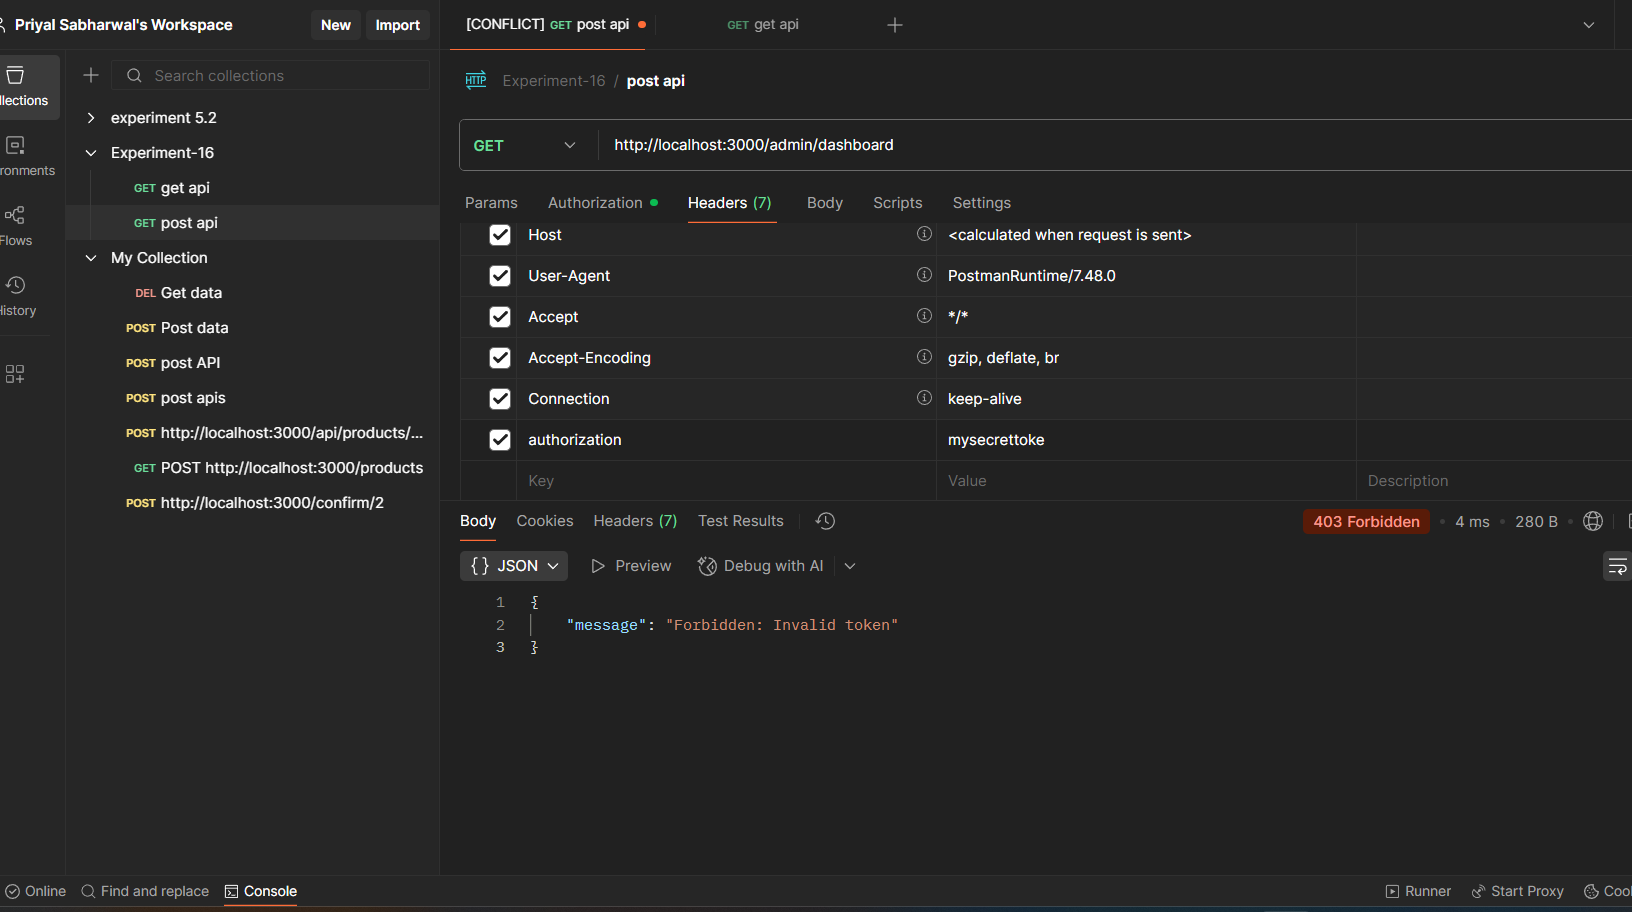 Priyal Sabharwal's Workspace
New
Import
[CONFLICT] GET post api
GET get api
llections
ronments
Flows
History
Search collections
experiment 5.2
Experiment-16
GET get api
GET post api
My Collection
DEL Get data
POST Post data
POST post API
POST post apis
POST http://localhost:3000/api/products/...
GET POST http://localhost:3000/products
POST http://localhost:3000/confirm/2
HTTP Experiment-16 / post api
GET http://localhost:3000/admin/dashboard
Params Authorization Headers (7) Body Scripts Settings
Host <calculated when request is sent>
User-Agent PostmanRuntime/7.48.0
Accept */*
Accept-Encoding gzip, deflate, br
Connection keep-alive
authorization mysecrettoke
Key Value Description
Body Cookies Headers (7) Test Results 403 Forbidden • 4 ms • 280 B •
{} JSON Preview Debug with AI
1 {
2 "message": "Forbidden: Invalid token"
3 }
Online Find and replace Console Runner Start Proxy Coo